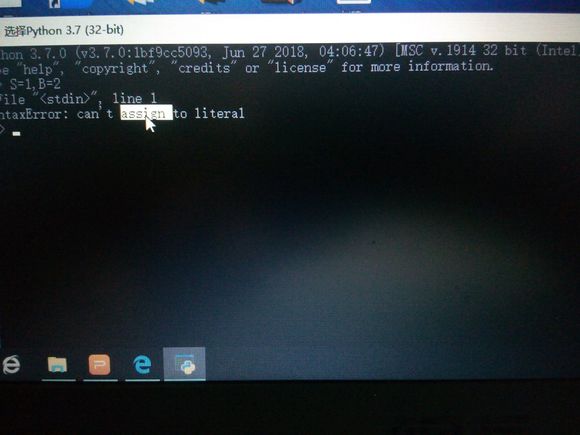 选择Python 3.7 (32-bit)
thon 3.7.0 (v3.7.0:1bf9cc5093, Jun 27 2018, 04:06:47) [MSC v.1914 32 bit (Intel
pe "help", "copyright", "credits" or "license" for more information.
> S=1,B=2
File "<stdin>", line 1
ntaxError: can't assign to literal
>